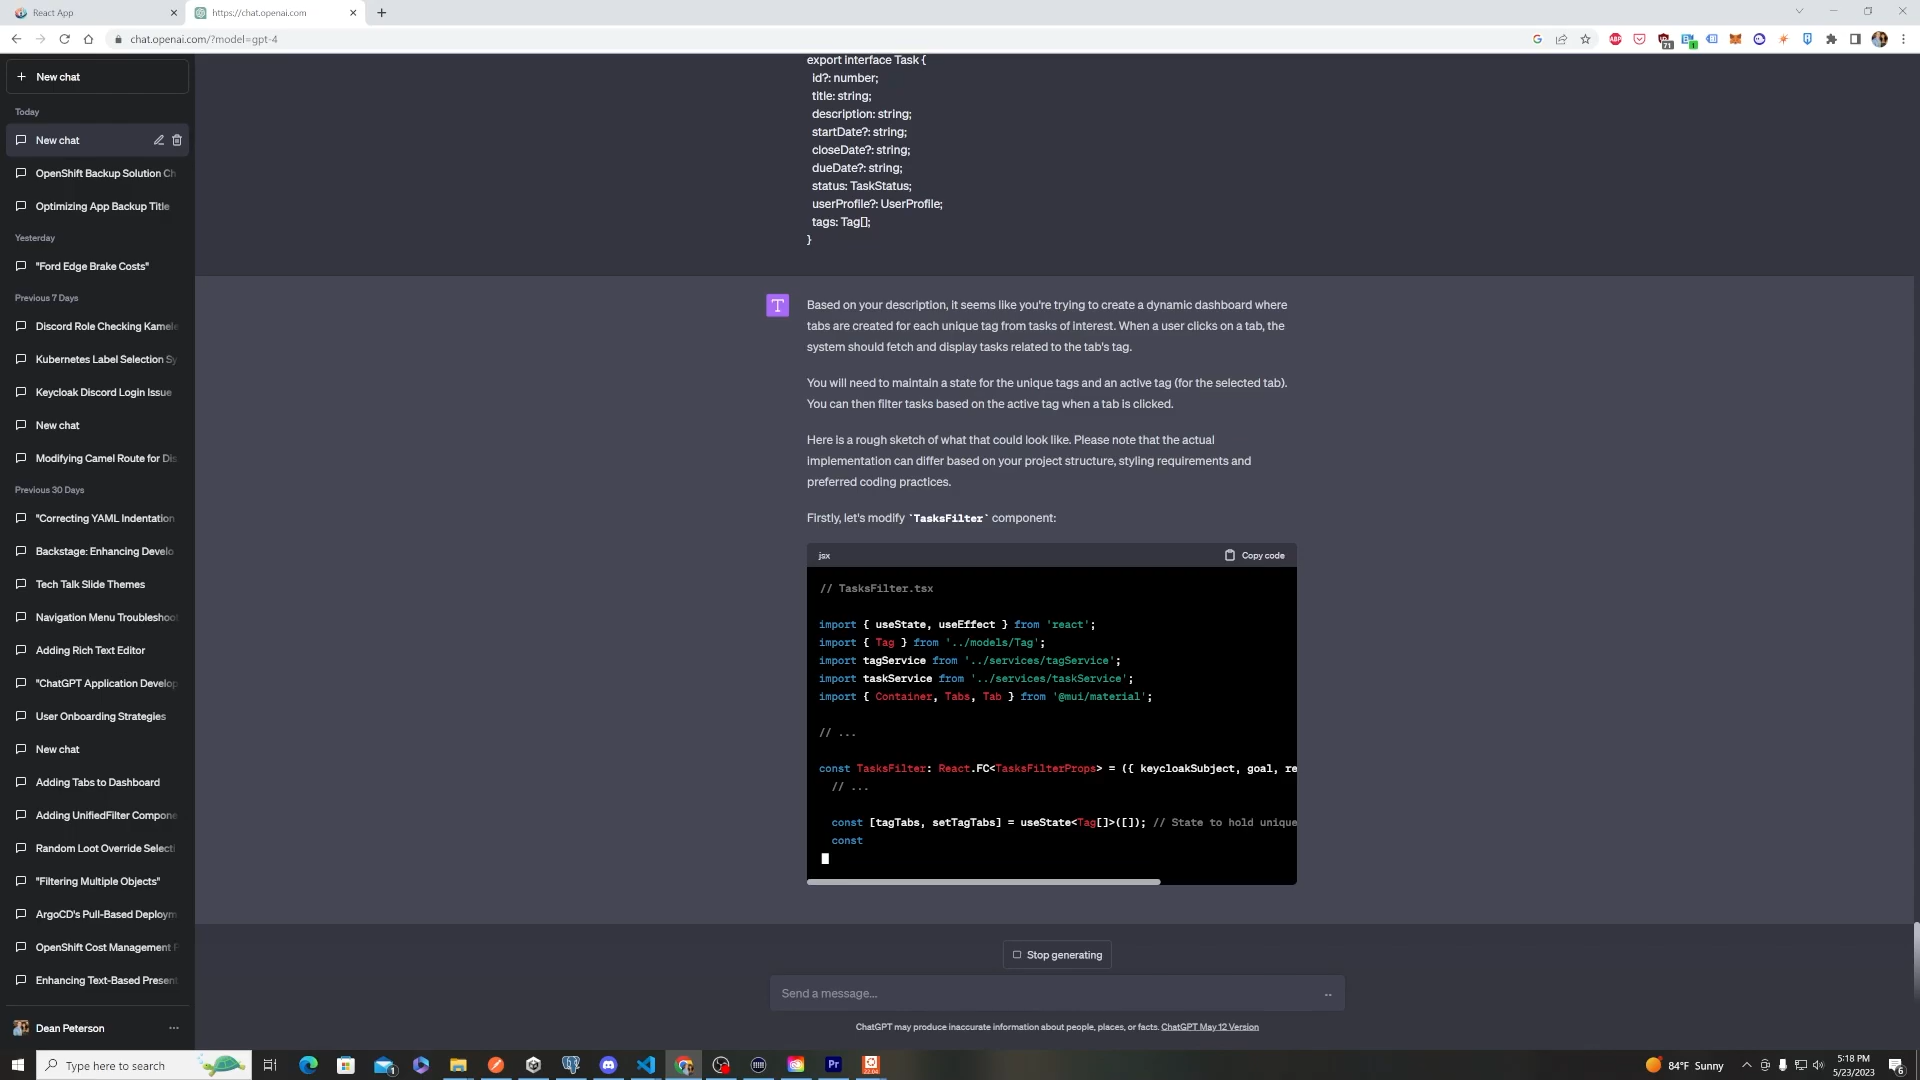 React App
https://chat.openai.com
chat.openai.com/?model=gpt-4
New chat
Today
New chat
OpenShift Backup Solution Ch
Optimizing App Backup Title
Yesterday
"Ford Edge Brake Costs"
Previous 7 Days
Discord Role Checking Kamele
Kubernetes Label Selection Sy
Keycloak Discord Login Issue
New chat
Modifying Camel Route for Dis
Previous 30 Days
"Correcting YAML Indentation
Backstage: Enhancing Develo
Tech Talk Slide Themes
Navigation Menu Troubleshoot
Adding Rich Text Editor
"ChatGPT Application Develop
User Onboarding Strategies
New chat
Adding Tabs to Dashboard
Adding UnifiedFilter Compone
Random Loot Override Selecti
"Filtering Multiple Objects"
ArgoCD's Pull-Based Deploym
OpenShift Cost Management P
Enhancing Text-Based Present
Dean Peterson
export interface Task {
id?: number;
title: string;
description: string;
startDate?: string;
closeDate?: string;
dueDate?: string;
status: TaskStatus;
userProfile?: UserProfile;
tags: Tag[];
}
T
Based on your description, it seems like you're trying to create a dynamic dashboard where
tabs are created for each unique tag from tasks of interest. When a user clicks on a tab, the
system should fetch and display tasks related to the tab's tag.
You will need to maintain a state for the unique tags and an active tag (for the selected tab).
You can then filter tasks based on the active tag when a tab is clicked.
Here is a rough sketch of what that could look like. Please note that the actual
implementation can differ based on your project structure, styling requirements and
preferred coding practices.
Firstly, let's modify `TasksFilter` component:
jsx Copy code
// TasksFilter.tsx
import { useState, useEffect } from 'react';
import { Tag } from '../models/Tag';
import tagService from '../services/tagService';
import taskService from '../services/taskService';
import { Container, Tabs, Tab } from '@mui/material';
// ...
const TasksFilter: React.FC<TasksFilterProps> = ({ keycloakSubject, goal, re
// ...
const [tagTabs, setTagTabs] = useState<Tag[]>([]); // State to hold unique
const
Stop generating
Send a message...
ChatGPT may produce inaccurate information about people, places, or facts. ChatGPT May 12 Version
Type here to search
84°F Sunny
5:18 PM
5/23/2023